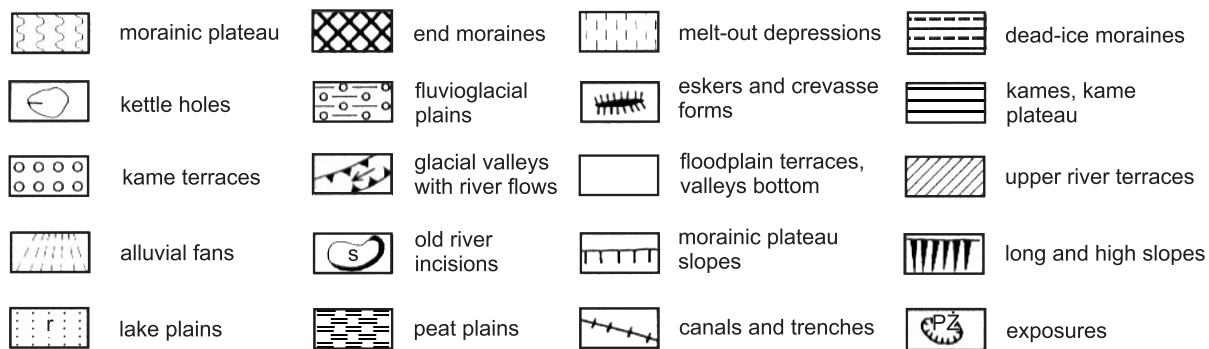 morainic plateau
end moraines
melt-out depressions
dead-ice moraines
kettle holes
fluvioglacial
plains
eskers and crevasse
forms
kames, kame
plateau
kame terraces
glacial valleys
with river flows
floodplain terraces,
valleys bottom
upper river terraces
alluvial fans
s
old river
incisions
morainic plateau
slopes
long and high slopes
r
lake plains
peat plains
canals and trenches
PŻ
exposures